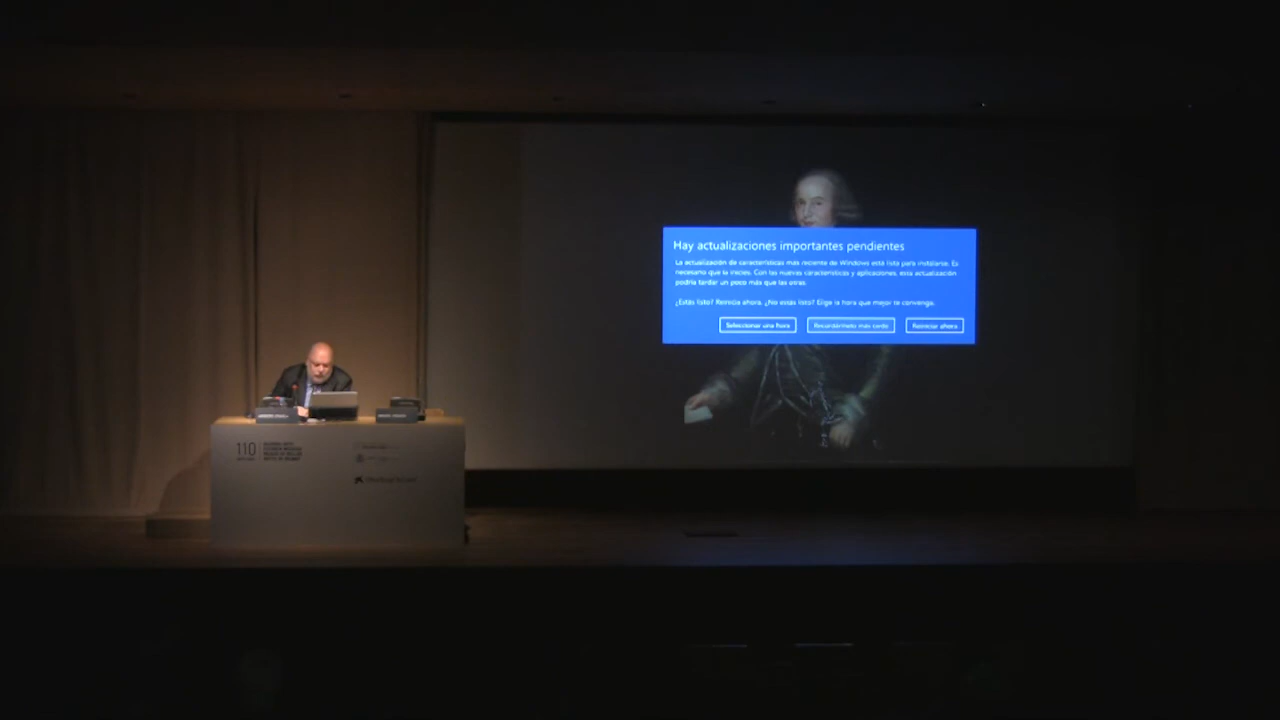 Hay actualizaciones importantes pendientes
La actualización de características más reciente de Windows está lista para instalarse. Es
necesario que la inicies. Con las nuevas características y aplicaciones, esta actualización
podría tardar un poco más que las otras.
¿Estás listo? Reinicia ahora. ¿No estás listo? Elige la hora que mejor te convenga.
Seleccionar una hora
Recuérdamelo más tarde
Reiniciar ahora
110